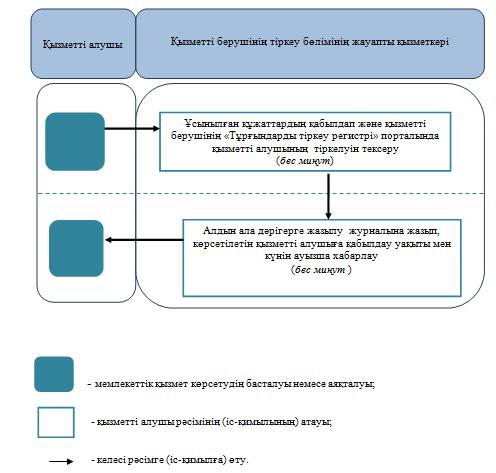 Қызметті алушы
Қызметті берушінің тіркеу бөлімінің жауапты қызметкері
Ұсынылған құжаттардың қабылдап және қызметті
берушінің «Тұрғындарды тіркеу регистрі» порталында
қызметті алушының тіркелуін тексеру
(бес минут)
Алдын ала дәрігерге жазылу журналына жазып,
көрсетілетін қызметті алушыға қабылдау уақыты мен
күнін ауызша хабарлау
(бес минут )
- мемлекеттік қызмет көрсетудің басталуы немесе аяқталуы;
- қызметті алушы рәсімінің (іс-қимылының) атауы;
- келесі рәсімге (іс-қимылға) өту.